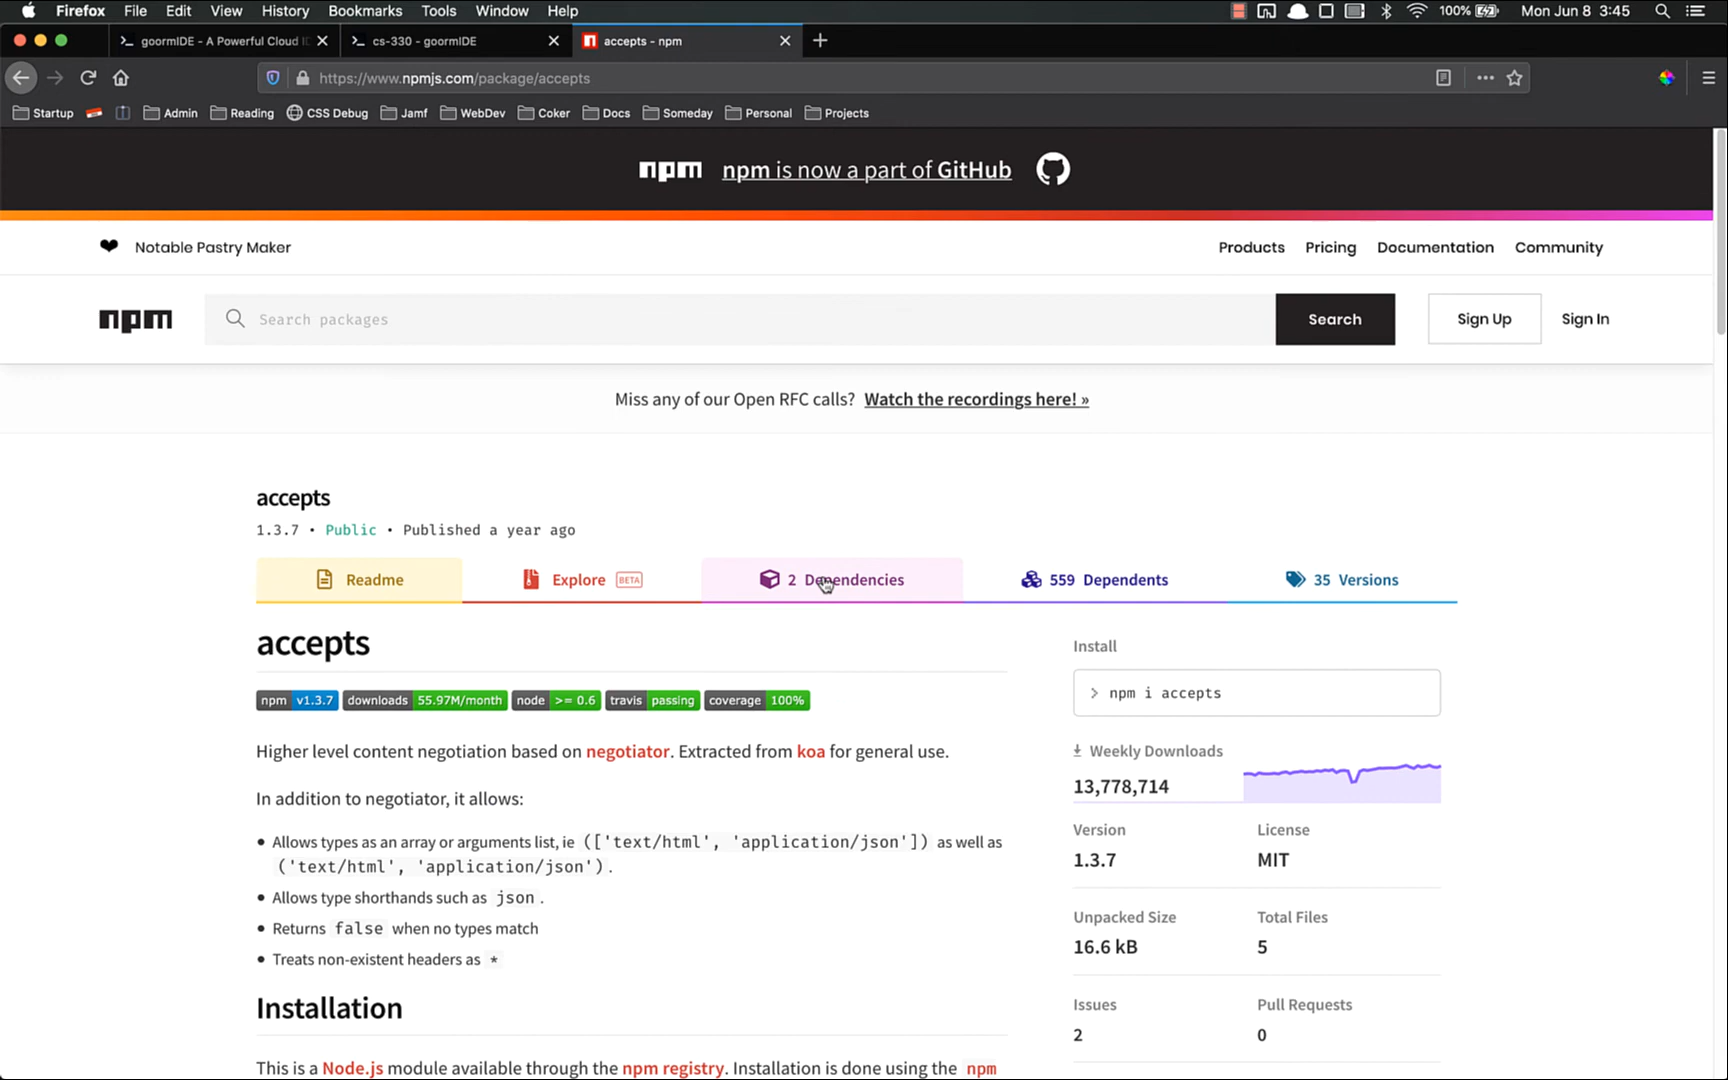 Firefox File Edit View History Bookmarks Tools Window Help 100% Mon Jun 8 3:45
goormIDE - A Powerful Cloud I cs-330 - goormIDE accepts - npm
https://www.npmjs.com/package/accepts
Startup Admin Reading CSS Debug Jamf WebDev Coker Docs Someday Personal Projects
npm npm is now a part of GitHub
Notable Pastry Maker Products Pricing Documentation Community
npm Search packages Search Sign Up Sign In
Miss any of our Open RFC calls? Watch the recordings here! »
accepts
1.3.7 • Public • Published a year ago
Readme Explore BETA 2 Dependencies 559 Dependents 35 Versions
accepts
npm v1.3.7 downloads 55.97M/month node >= 0.6 travis passing coverage 100%
Higher level content negotiation based on negotiator. Extracted from koa for general use.
In addition to negotiator, it allows:
• Allows types as an array or arguments list, ie (['text/html', 'application/json']) as well as
('text/html', 'application/json').
• Allows type shorthands such as json.
• Returns false when no types match
• Treats non-existent headers as *
Installation
This is a Node.js module available through the npm registry. Installation is done using the npm
Install
> npm i accepts
Weekly Downloads
13,778,714
Version License
1.3.7 MIT
Unpacked Size Total Files
16.6 kB 5
Issues Pull Requests
2 0